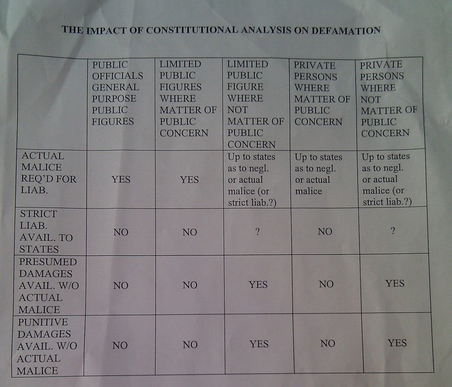 THE IMPACT OF CONSTITUTIONAL ANALYSIS ON DEFAMATION
PUBLIC
OFFICIALS
GENERAL
PURPOSE
PUBLIC
FIGURES
LIMITED
PUBLIC
FIGURES
WHERE
MATTER OF
PUBLIC
CONCERN
LIMITED
PUBLIC
FIGURE
WHERE
NOT
MATTER OF
PUBLIC
CONCERN
PRIVATE
PERSONS
WHERE
MATTER OF
PUBLIC
CONCERN
PRIVATE
PERSONS
WHERE
NOT
MATTER OF
PUBLIC
CONCERN
ACTUAL
MALICE
REQ'D FOR
LIAB.
YES
YES
Up to states
as to negl.
or actual
malice (or
strict liab.?)
Up to states
as to negl.
or actual
malice
Up to states
as to negl.
or actual
malice (or
strict liab.?)
STRICT
LIAB.
AVAIL. TO
STATES
NO
NO
?
NO
?
PRESUMED
DAMAGES
AVAIL. W/O
ACTUAL
MALICE
NO
NO
YES
NO
YES
PUNITIVE
DAMAGES
AVAIL. W/O
ACTUAL
MALICE
NO
NO
YES
NO
YES